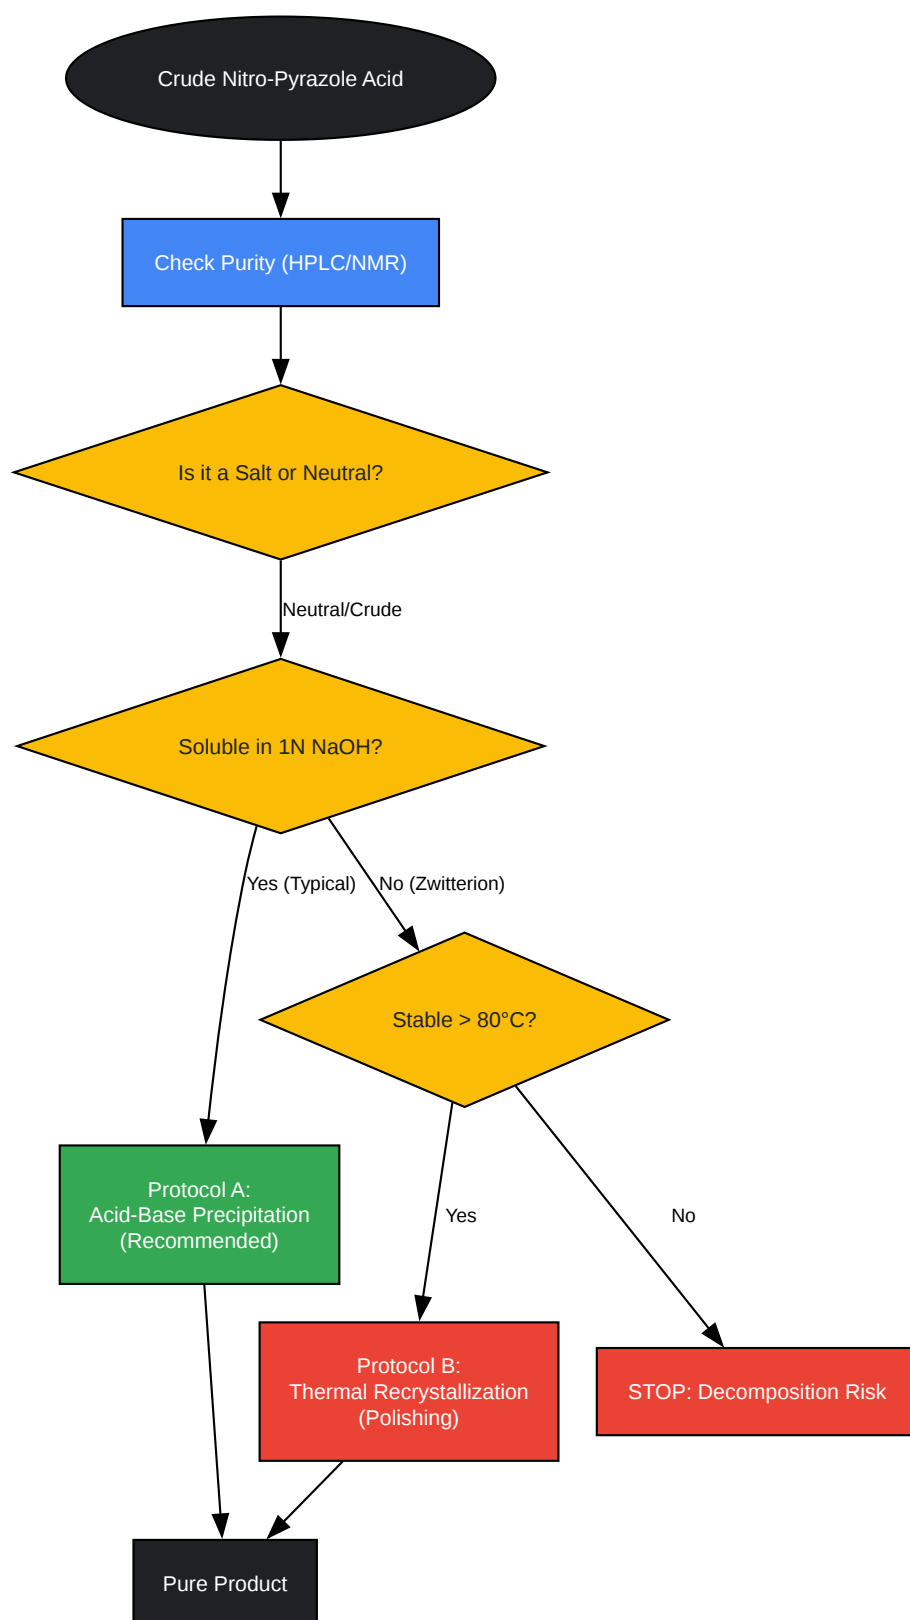 Crude Nitro-Pyrazole Acid
Check Purity (HPLC/NMR)
Is it a Salt or Neutral?
Neutral/Crude
Soluble in 1N NaOH?
Yes (Typical)
No (Zwitterion)
Stable > 80°C?
Protocol A:
Acid-Base Precipitation
(Recommended)
Yes
No
Protocol B:
Thermal Recrystallization
(Polishing)
STOP: Decomposition Risk
Pure Product